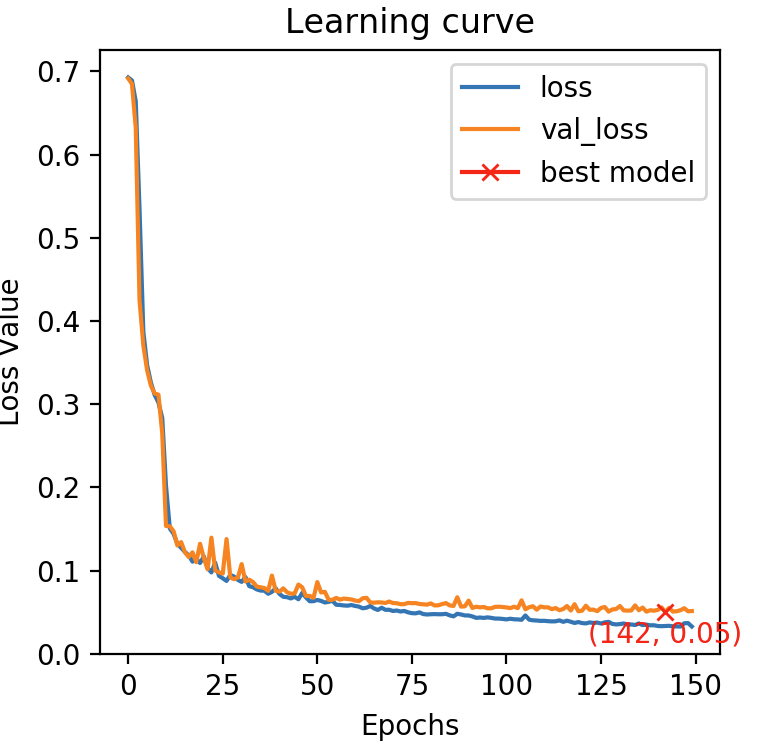 Learning curve
loss
val_loss
best model
Loss Value
0.7
0.6
0.5
0.4
0.3
0.2
0.1
0.0
(142, 0.05)
0 25 50 75 100 125 150
Epochs